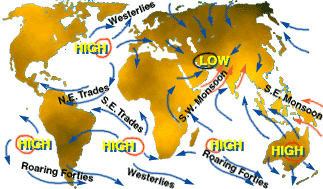 Westerlies
HIGH
LOW
N.E. Trades
S.E. Trades
S.W. Monsoon
S.E. Monsoon
HIGH
HIGH
HIGH
HIGH
Roaring Forties
Westerlies
Roaring Forties